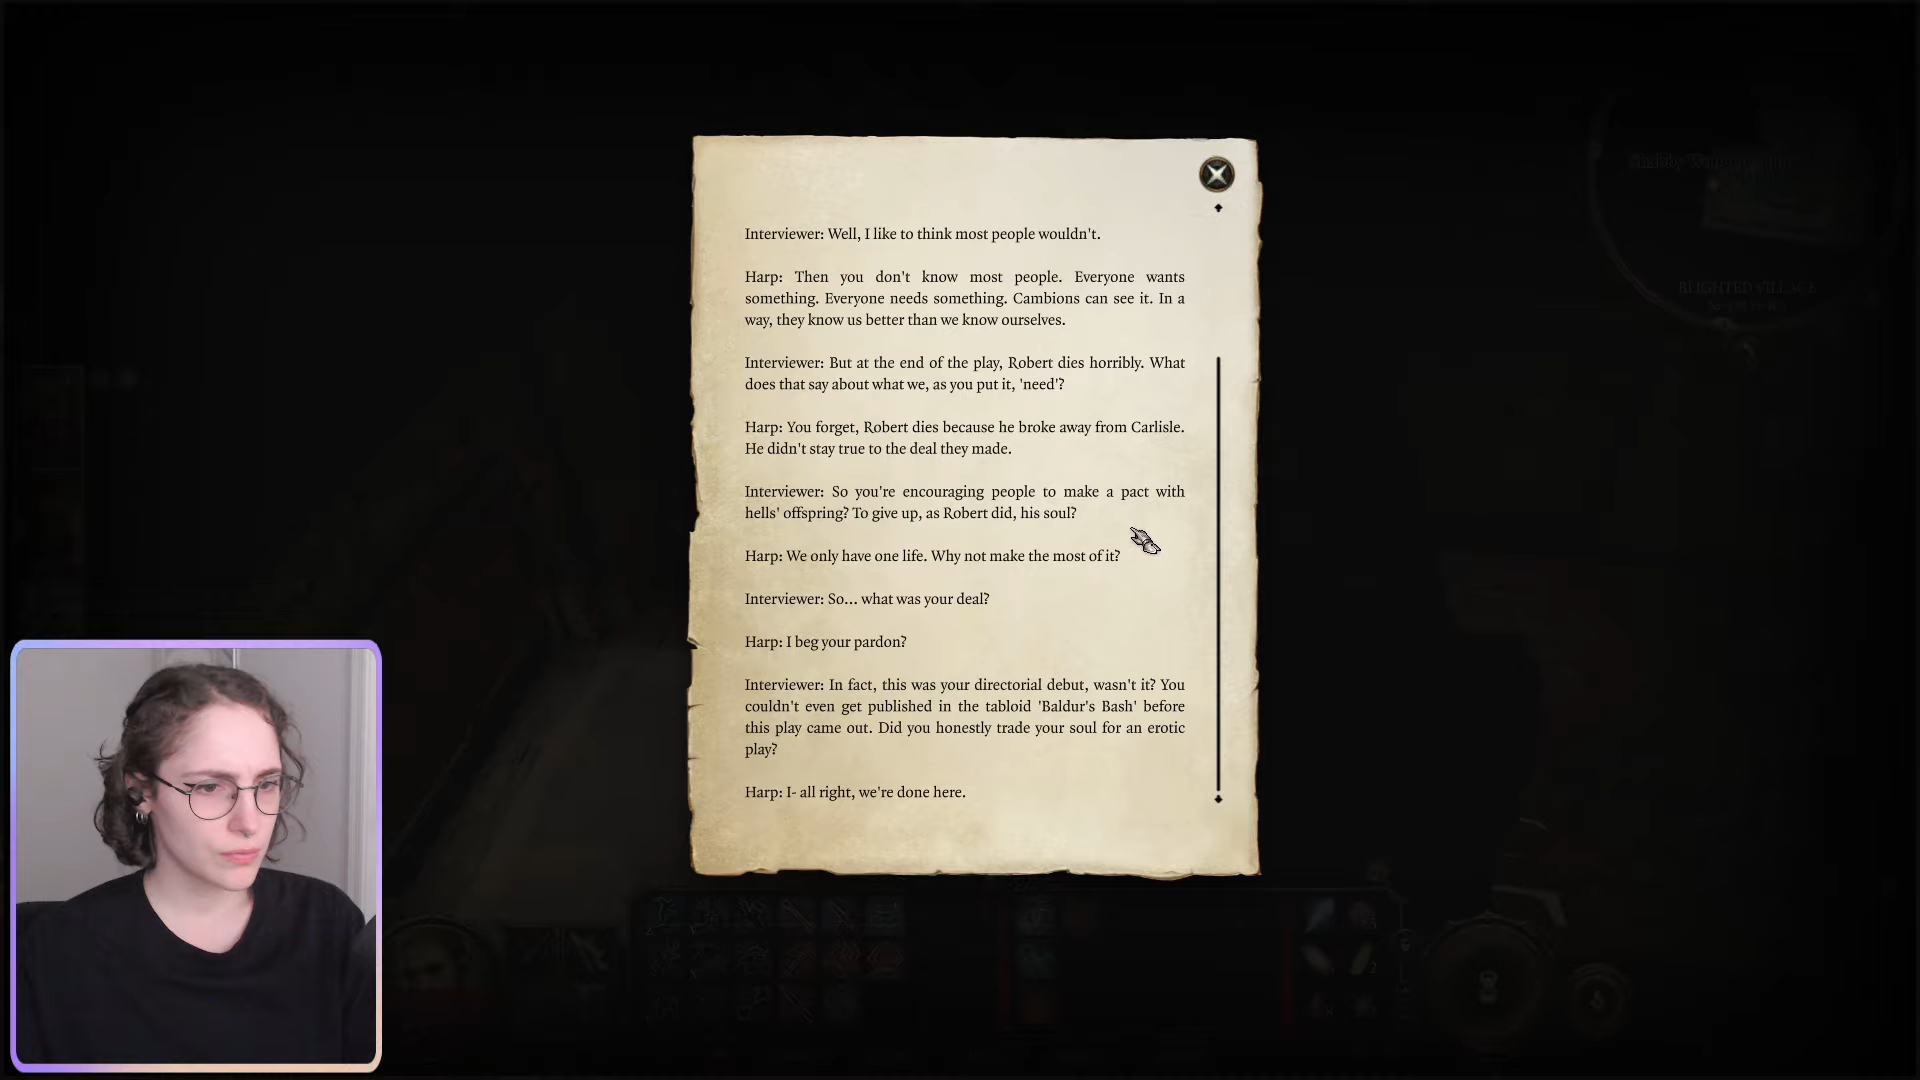 Interviewer: Well, I like to think most people wouldn't.
Harp: Then you don't know most people. Everyone wants
something. Everyone needs something. Cambions can see it. In a
way, they know us better than we know ourselves.
Interviewer: But at the end of the play, Robert dies horribly. What
does that say about what we, as you put it, 'need'?
Harp: You forget, Robert dies because he broke away from Carlisle.
He didn't stay true to the deal they made.
Interviewer: So you're encouraging people to make a pact with
hells' offspring? To give up, as Robert did, his soul?
Harp: We only have one life. Why not make the most of it?
Interviewer: So... what was your deal?
Harp: I beg your pardon?
Interviewer: In fact, this was your directorial debut, wasn't it? You
couldn't even get published in the tabloid 'Baldur's Bash' before
this play came out. Did you honestly trade your soul for an erotic
play?
Harp: I- all right, we're done here.
BLIGHTED VILLAGE